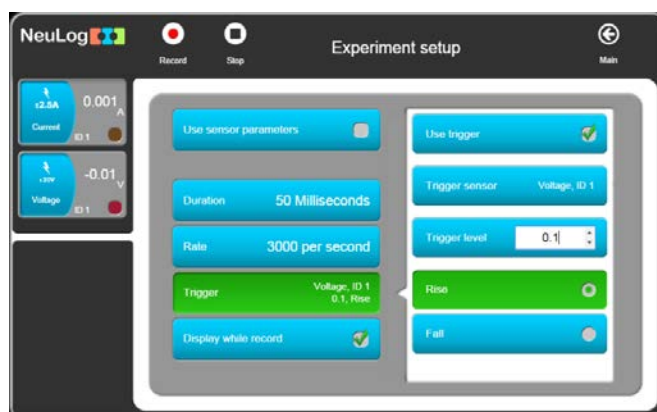 NeuLog
Record
Stop
Experiment setup
Main
±2.5A
0.001
A
Current
ID 1
±20V
-0.01
V
Voltage
ID 1
Use sensor parameters
Duration 50 Milliseconds
Rate 3000 per second
Trigger Voltage, ID 1
0.1, Rise
Display while record
Use trigger
Trigger sensor Voltage, ID 1
Trigger level 0.1
Rise
Fall